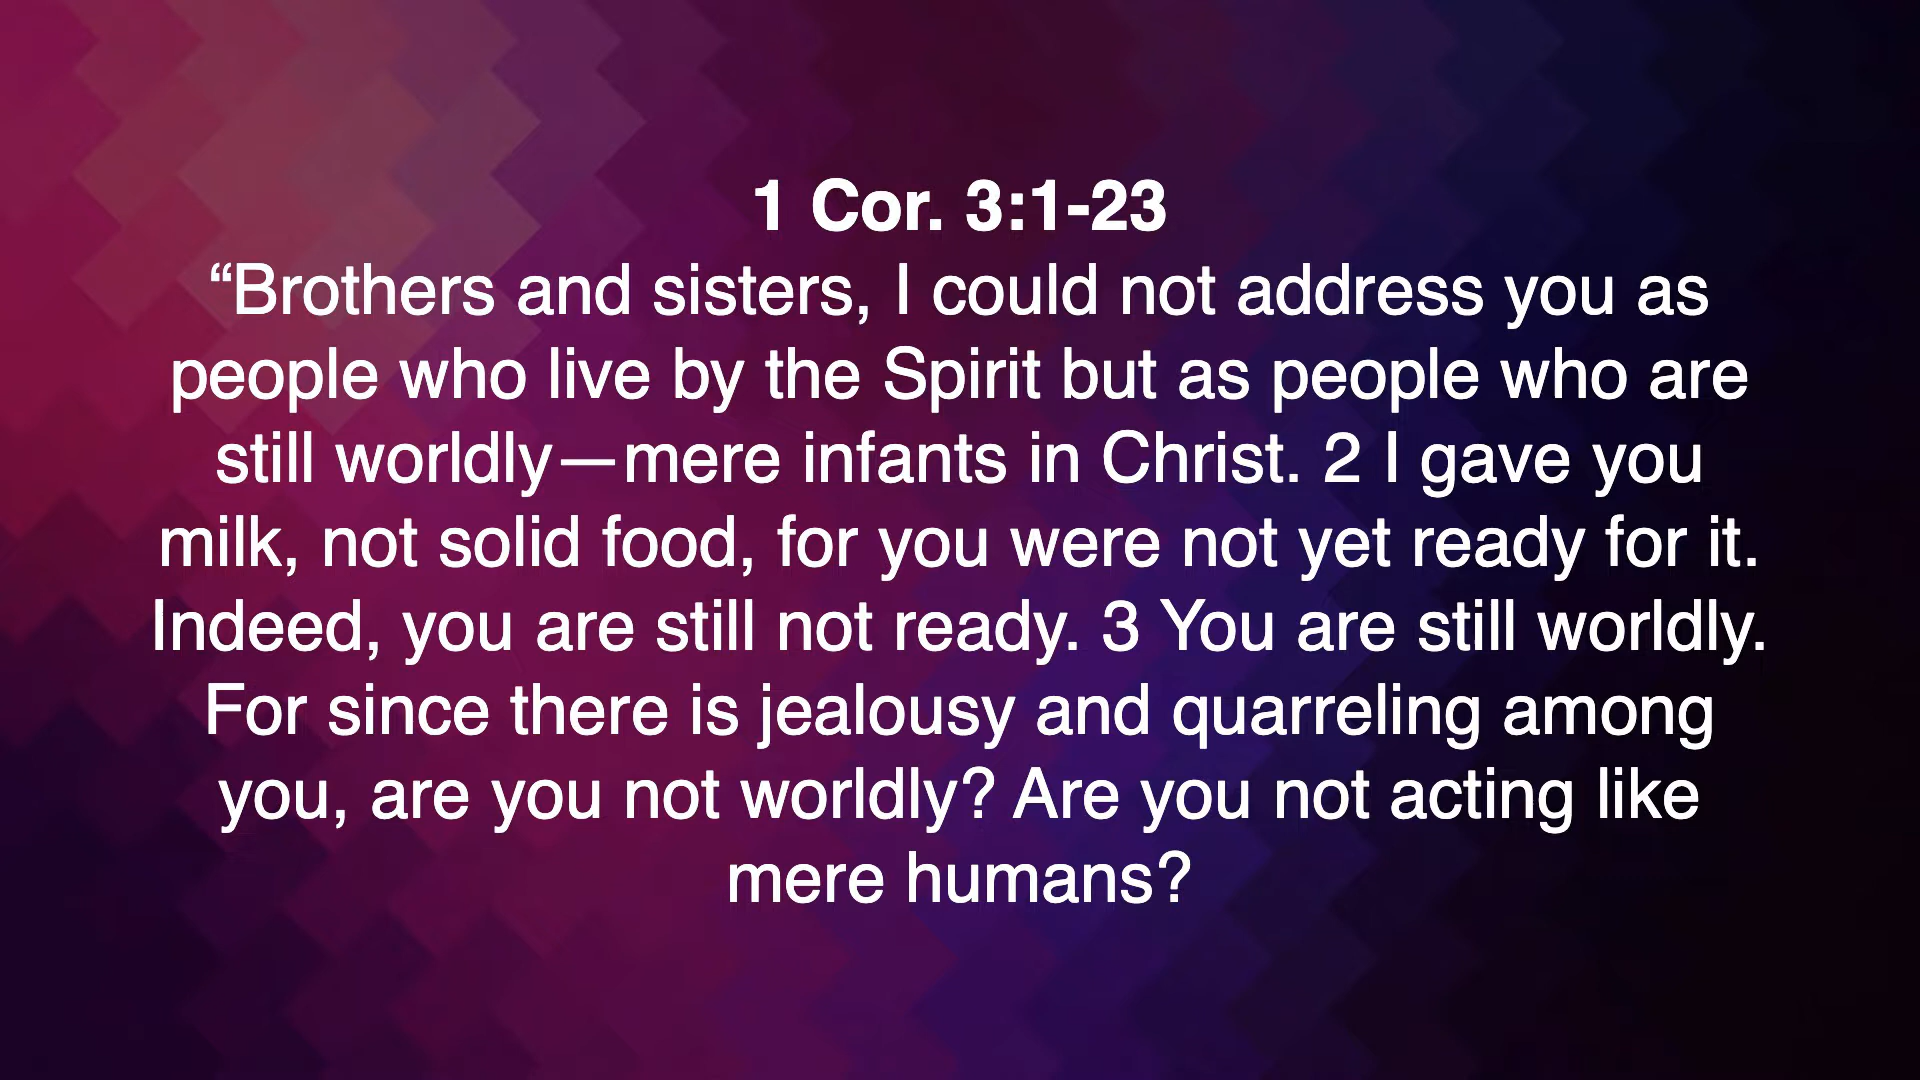 1 Cor. 3:1-23
“Brothers and sisters, I could not address you as
people who live by the Spirit but as people who are
still worldly—mere infants in Christ. 2 I gave you
milk, not solid food, for you were not yet ready for it.
Indeed, you are still not ready. 3 You are still worldly.
For since there is jealousy and quarreling among
you, are you not worldly? Are you not acting like
mere humans?